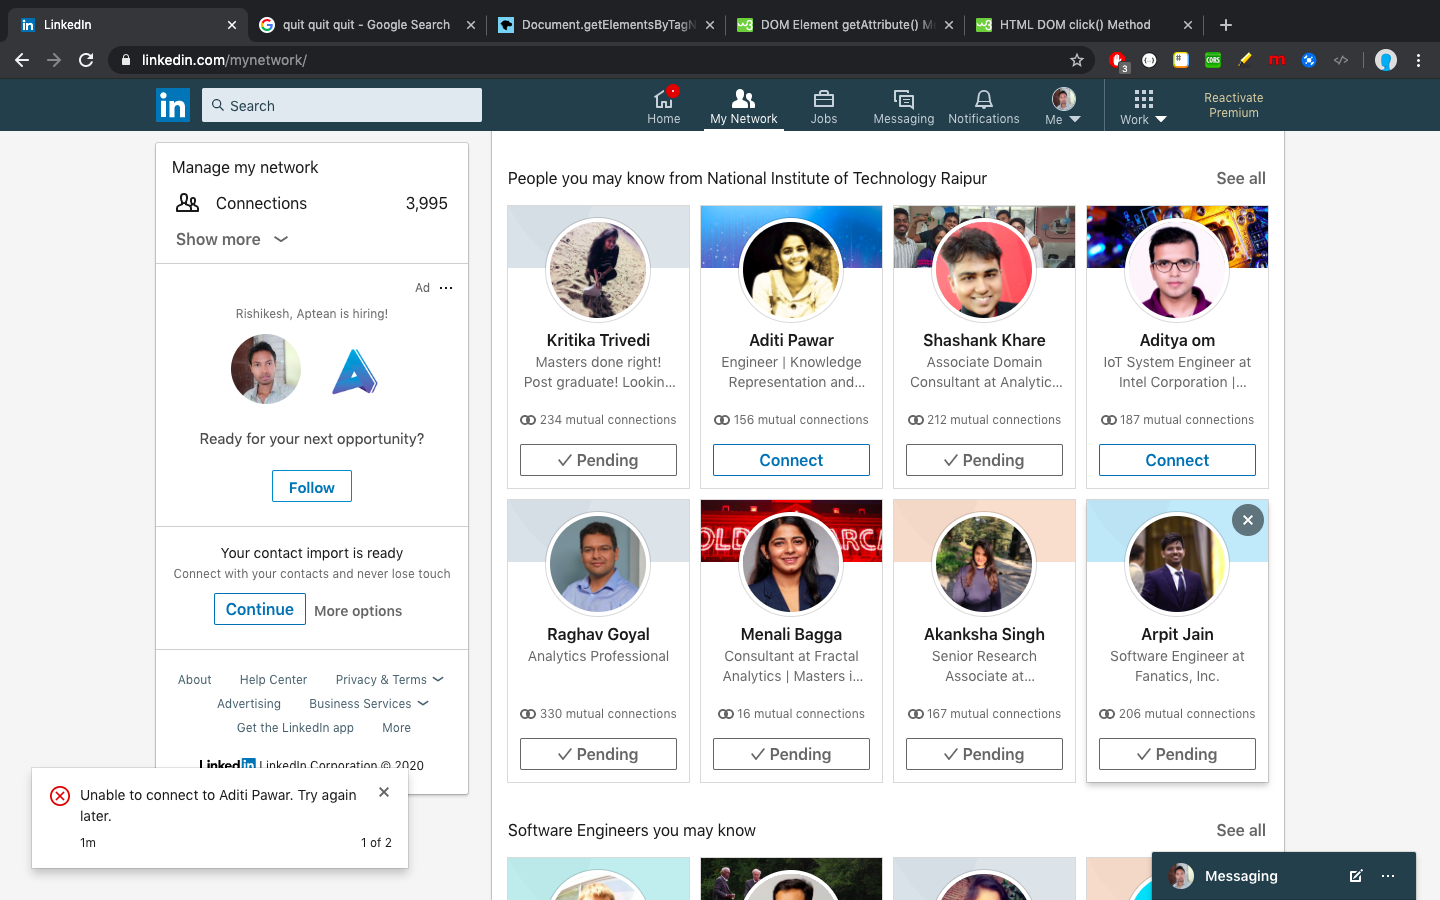 LinkedIn
quit quit quit - Google Search
Document.getElementsByTagN
DOM Element getAttribute() M
HTML DOM click() Method
linkedin.com/mynetwork/
3
CORS
m
in
Search
Home
My Network
Jobs
Messaging
Notifications
Me
Work
Reactivate
Premium
Manage my network
Connections
3,995
Show more
Ad
Rishikesh, Aptean is hiring!
Ready for your next opportunity?
Follow
Your contact import is ready
Connect with your contacts and never lose touch
Continue
More options
About
Help Center
Privacy & Terms
Advertising
Business Services
Get the LinkedIn app
More
LinkedIn LinkedIn Corporation © 2020
Unable to connect to Aditi Pawar. Try again
later.
1m
1 of 2
People you may know from National Institute of Technology Raipur
See all
Kritika Trivedi
Masters done right!
Post graduate! Lookin...
234 mutual connections
Pending
Aditi Pawar
Engineer | Knowledge
Representation and...
156 mutual connections
Connect
Shashank Khare
Associate Domain
Consultant at Analytic...
212 mutual connections
Pending
Aditya om
IoT System Engineer at
Intel Corporation |...
187 mutual connections
Connect
Raghav Goyal
Analytics Professional
330 mutual connections
Pending
Menali Bagga
Consultant at Fractal
Analytics | Masters i...
16 mutual connections
Pending
Akanksha Singh
Senior Research
Associate at...
167 mutual connections
Pending
Arpit Jain
Software Engineer at
Fanatics, Inc.
206 mutual connections
Pending
Software Engineers you may know
See all
Messaging